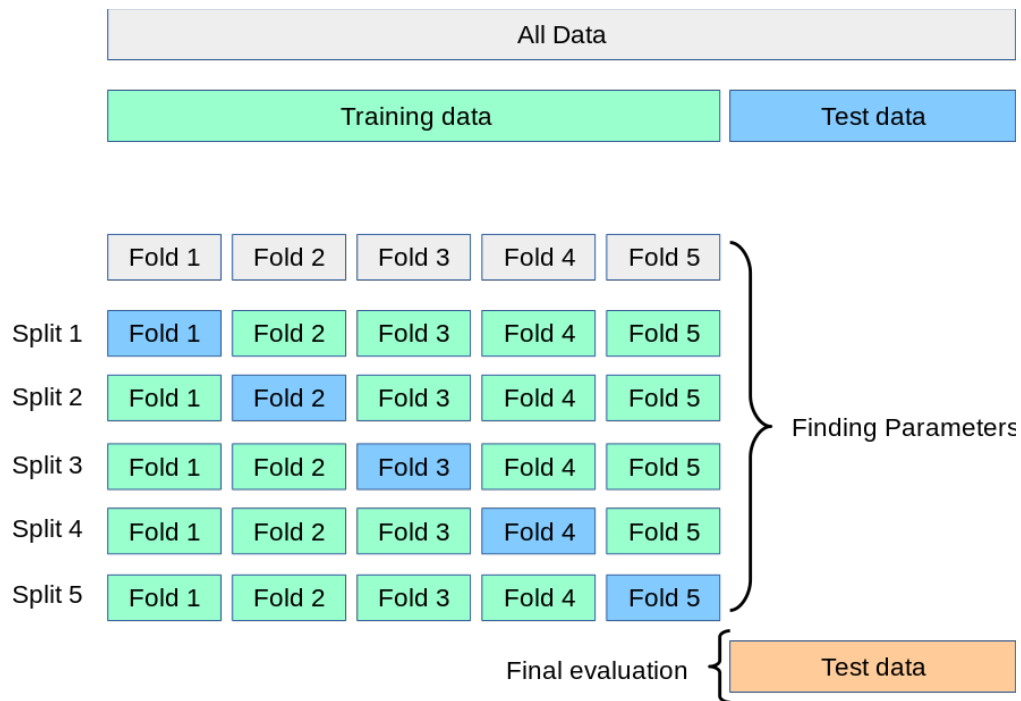 All Data
Training data Test data
Fold 1 Fold 2 Fold 3 Fold 4 Fold 5
Split 1 Fold 1 Fold 2 Fold 3 Fold 4 Fold 5
Split 2 Fold 1 Fold 2 Fold 3 Fold 4 Fold 5
Finding Parameters
Split 3 Fold 1 Fold 2 Fold 3 Fold 4 Fold 5
Split 4 Fold 1 Fold 2 Fold 3 Fold 4 Fold 5
Split 5 Fold 1 Fold 2 Fold 3 Fold 4 Fold 5
Final evaluation Test data